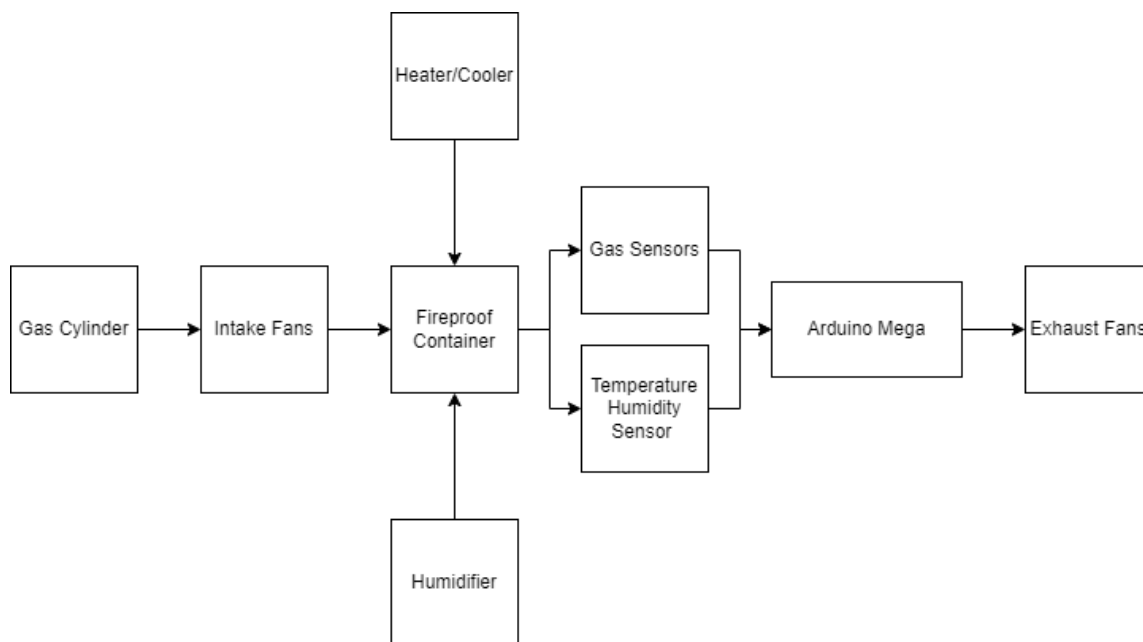 Heater/Cooler
Gas Sensors
Gas Cylinder
Intake Fans
Fireproof
Container
Arduino Mega
Exhaust Fans
Temperature
Humidity
Sensor
Humidifier